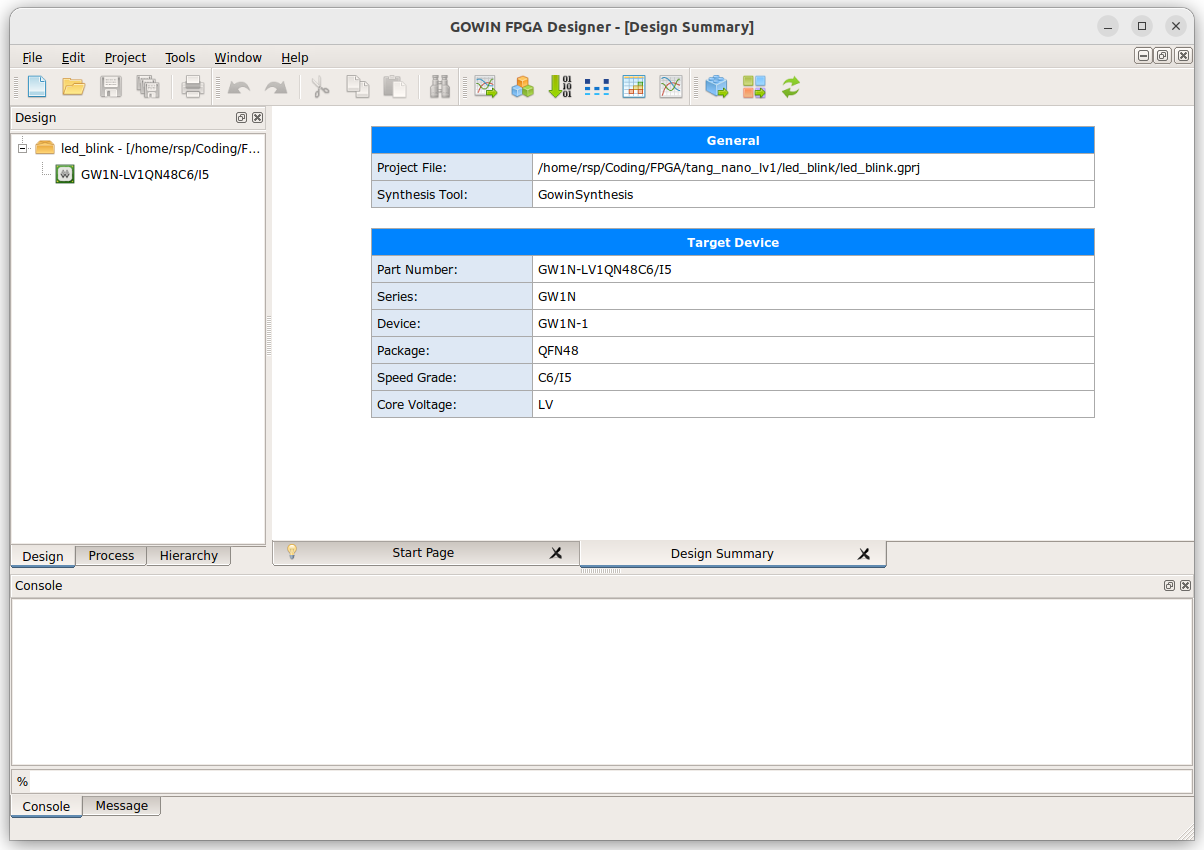 GOWIN FPGA Designer - [Design Summary]
File Edit Project Tools Window Help
Design
led_blink - [/home/rsp/Coding/F...
GW1N-LV1QN48C6/I5
General
Project File: /home/rsp/Coding/FPGA/tang_nano_lv1/led_blink/led_blink.gprj
Synthesis Tool: GowinSynthesis
Target Device
Part Number: GW1N-LV1QN48C6/I5
Series: GW1N
Device: GW1N-1
Package: QFN48
Speed Grade: C6/I5
Core Voltage: LV
Design Process Hierarchy
Start Page Design Summary
Console
%
Console Message